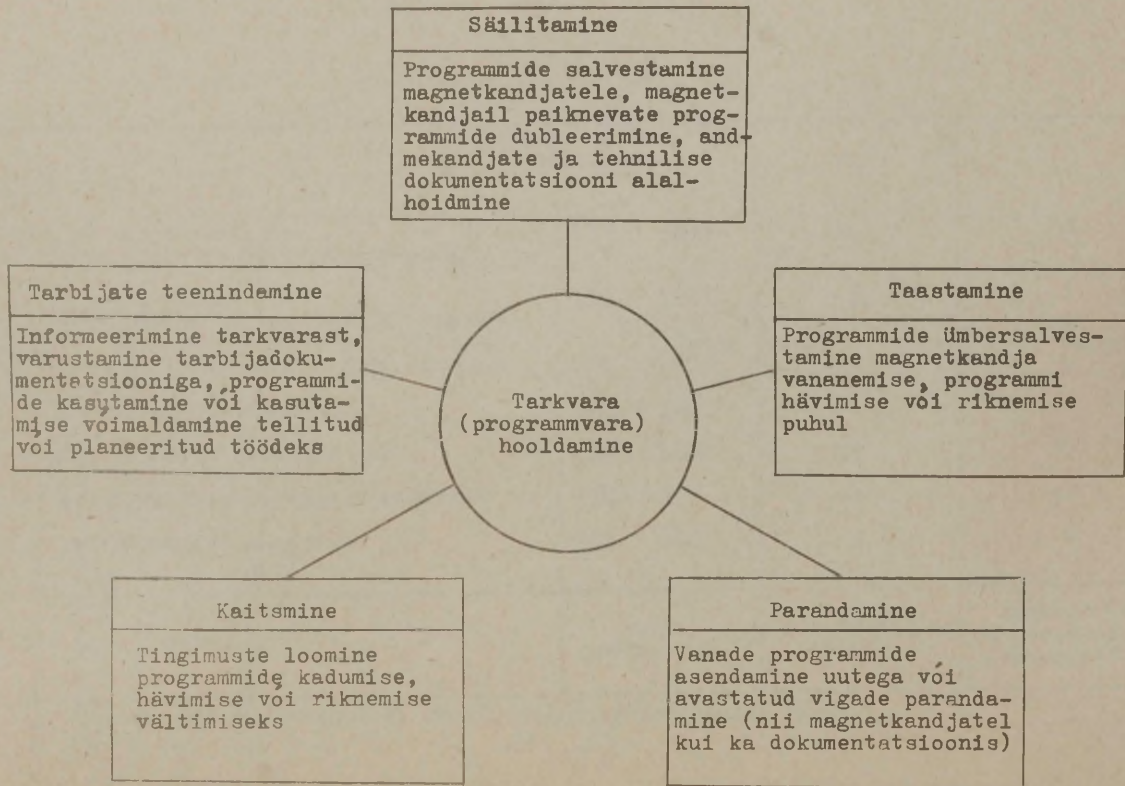 Säilitamine
Programmide salvestamine
magnetkandjatele, magnet-
kandjail paiknevate prog-
rammide dubleerimine, and-
mekandjate ja tehnilise
dokumentatsiooni alal-
hoidmine
Tarbijate teenindamine
Informeerimine tarkvarast,
varustamine tarbijadoku-
mentatsiooniga, programmi-
de kasutamine või kasuta-
mise võimaldamine tellitud
või planeeritud töödeks
Tarkvara
(programmvara)
hooldamine
Taastamine
Programmide ümbersalves-
tamine magnetkandja
vananemise, programmi
hävimise või riknemise
puhul
Kaitsmine
Tingimuste loomine
programmide kadumise,
hävimise või riknemise
vältimiseks
Parandamine
Vanade programmide
asendamine uutega või
avastatud vigade paranda-
mine (nii magnetkandjatel
kui ka dokumentatsioonis)